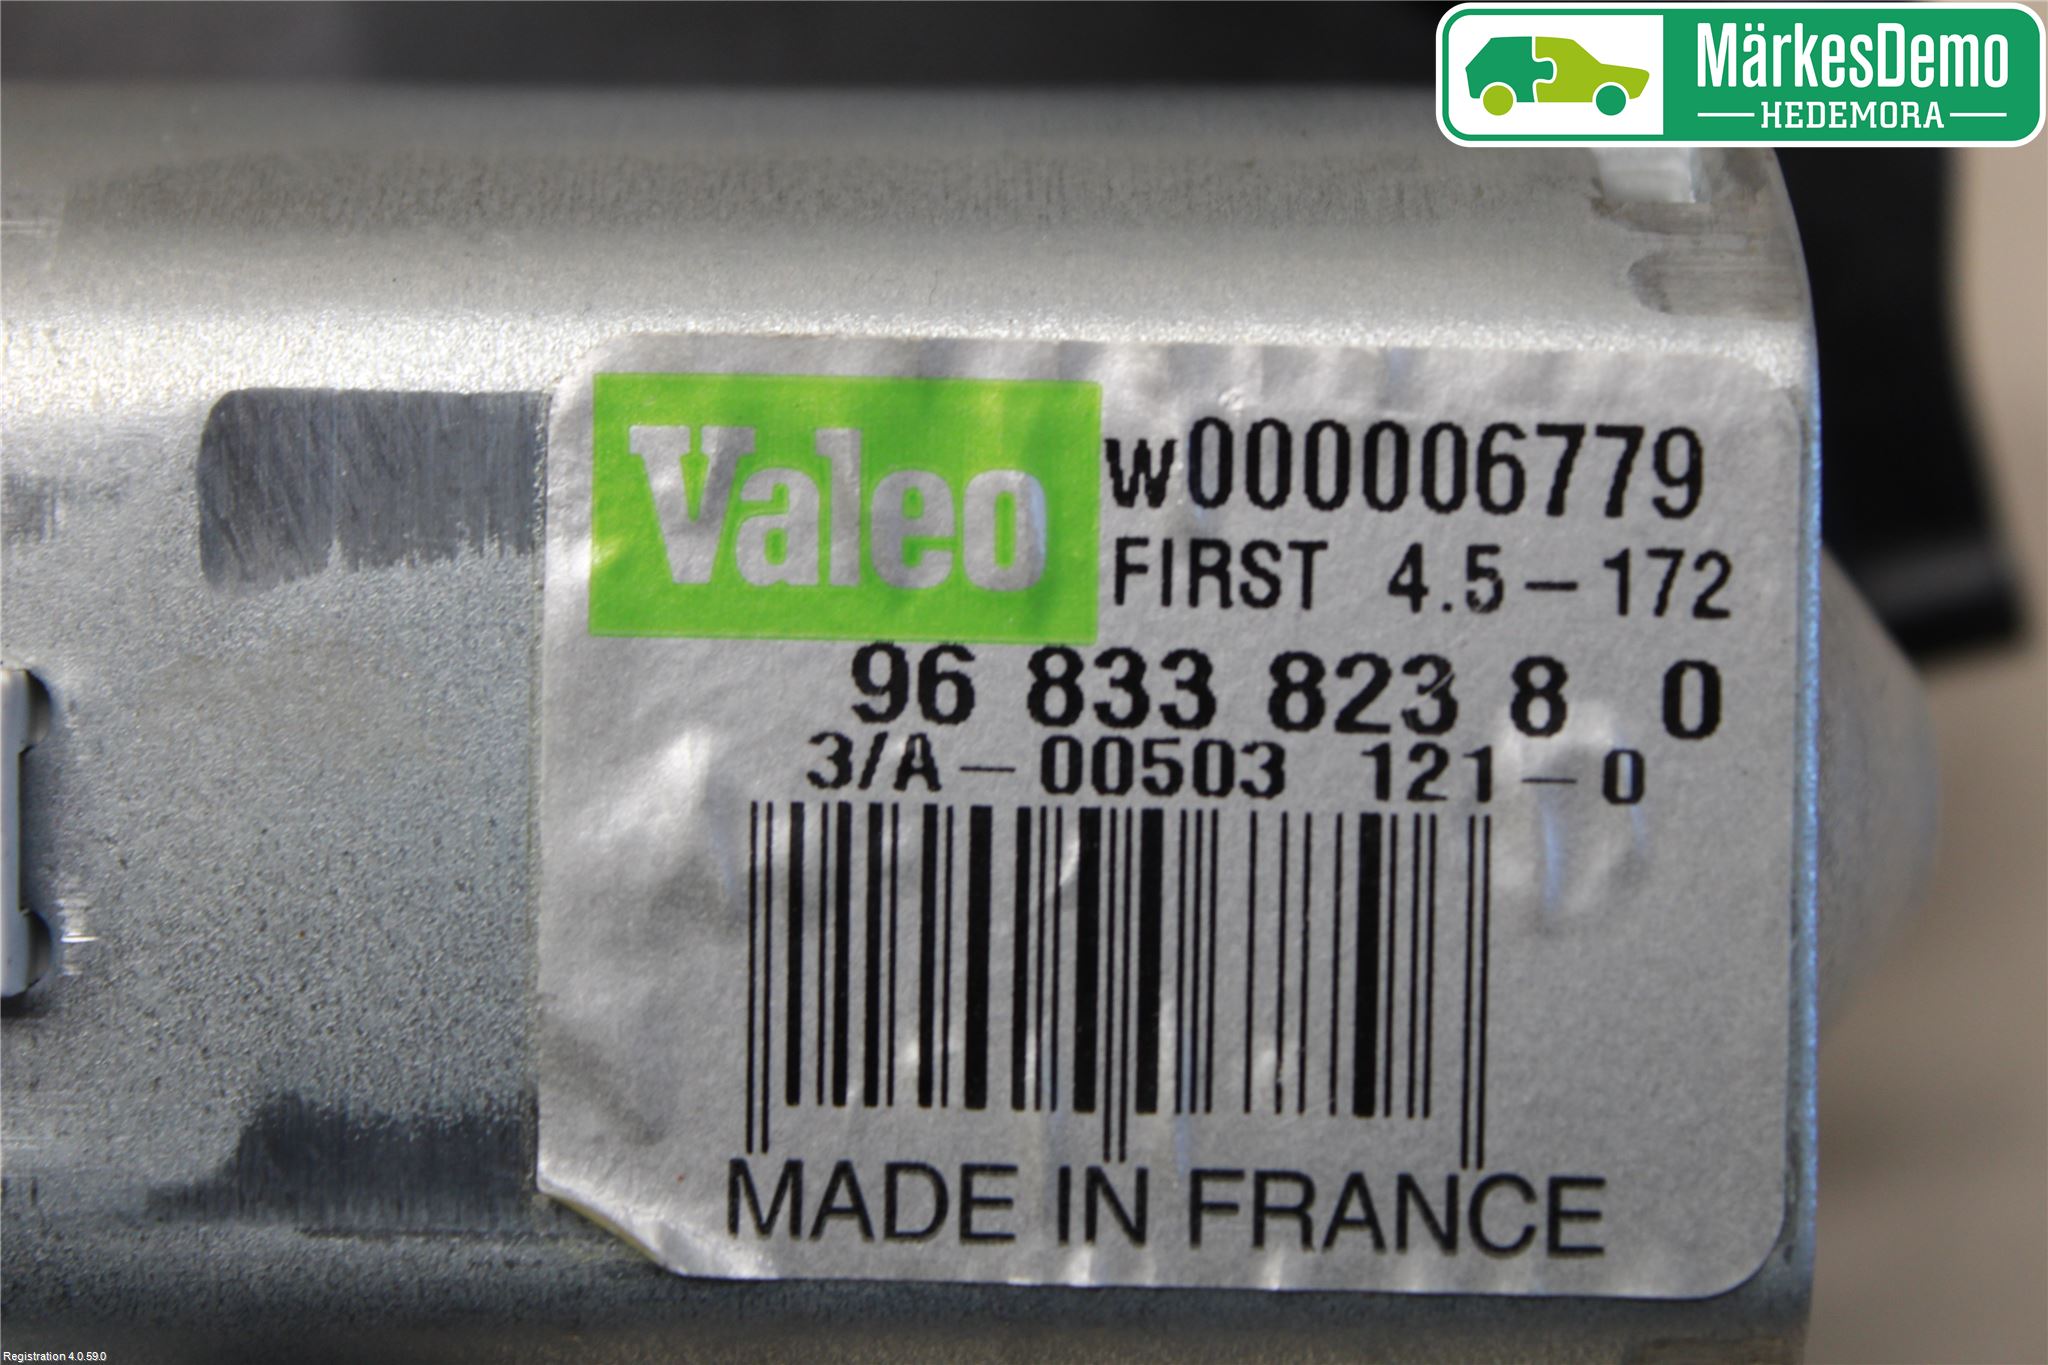 MärkesDemo
HEDEMORA
Valeo
w000006779
FIRST 4.5-172
96 833 823 8 0
3/A-00503 121-0
MADE IN FRANCE
Registration 4.0.59.0